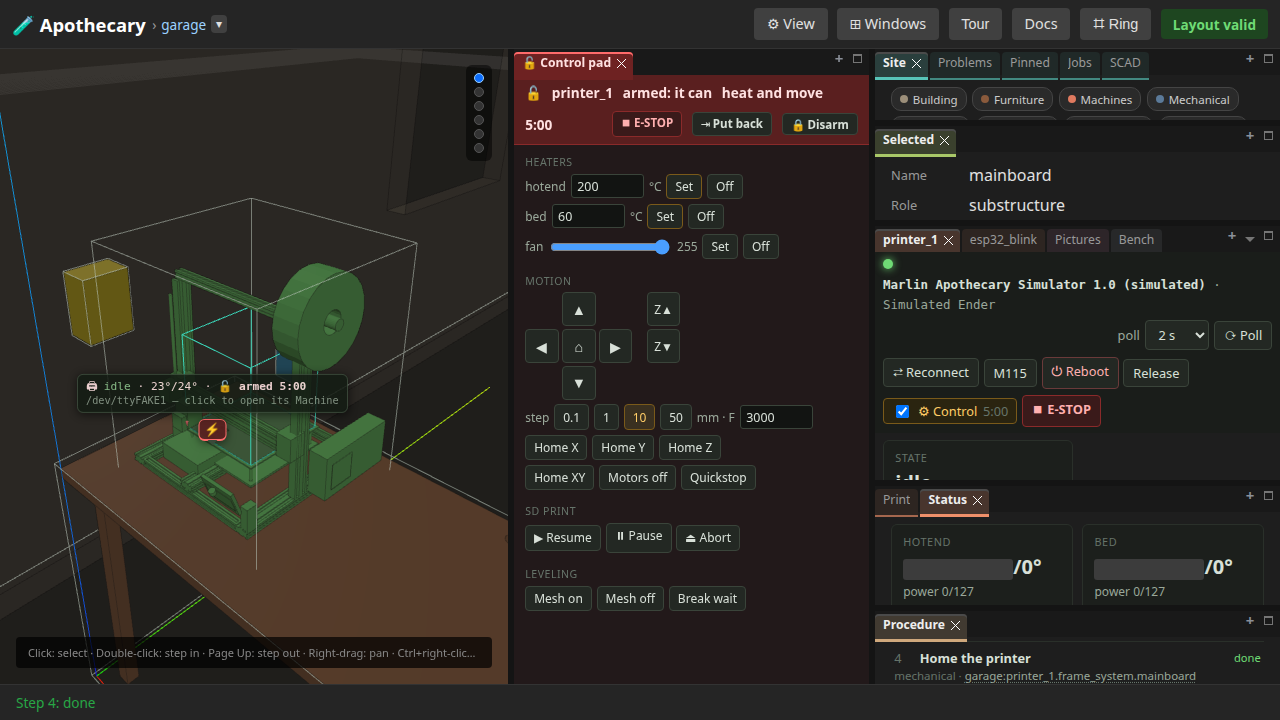 Apothecary › garage ▾
⚙ View
⊞ Windows
Tour
Docs
⌗ Ring
Layout valid
idle · 23°/24° · 🔓 armed 5:00
/dev/ttyFAKE1 — click to open its Machine
Click: select · Double-click: step in · Page Up: step out · Right-drag: pan · Ctrl+right-clic…
Step 4: done
🔓 Control pad
🔓 printer_1 armed: it can heat and move
5:00
■ E-STOP
⇥ Put back
🔒 Disarm
HEATERS
hotend 200 °C Set Off
bed 60 °C Set Off
fan 255 Set Off
MOTION
▲ Z▲
◀ ⌂ ▶ Z▼
▼
step 0.1 1 10 50 mm · F 3000
Home X Home Y Home Z
Home XY Motors off Quickstop
SD PRINT
▶ Resume ⏸ Pause ⏏ Abort
LEVELING
Mesh on Mesh off Break wait
Site Problems Pinned Jobs SCAD
Building Furniture Machines Mechanical
Selected
Name mainboard
Role substructure
printer_1 esp32_blink Pictures Bench
Marlin Apothecary Simulator 1.0 (simulated) ·
Simulated Ender
poll 2 s ⟳ Poll
⇄ Reconnect M115 ⏻ Reboot Release
⚙ Control 5:00 ■ E-STOP
STATE
idle
Print Status
HOTEND
/0°
power 0/127
BED
/0°
power 0/127
Procedure
4 Home the printer done
mechanical · garage:printer_1.frame_system.mainboard